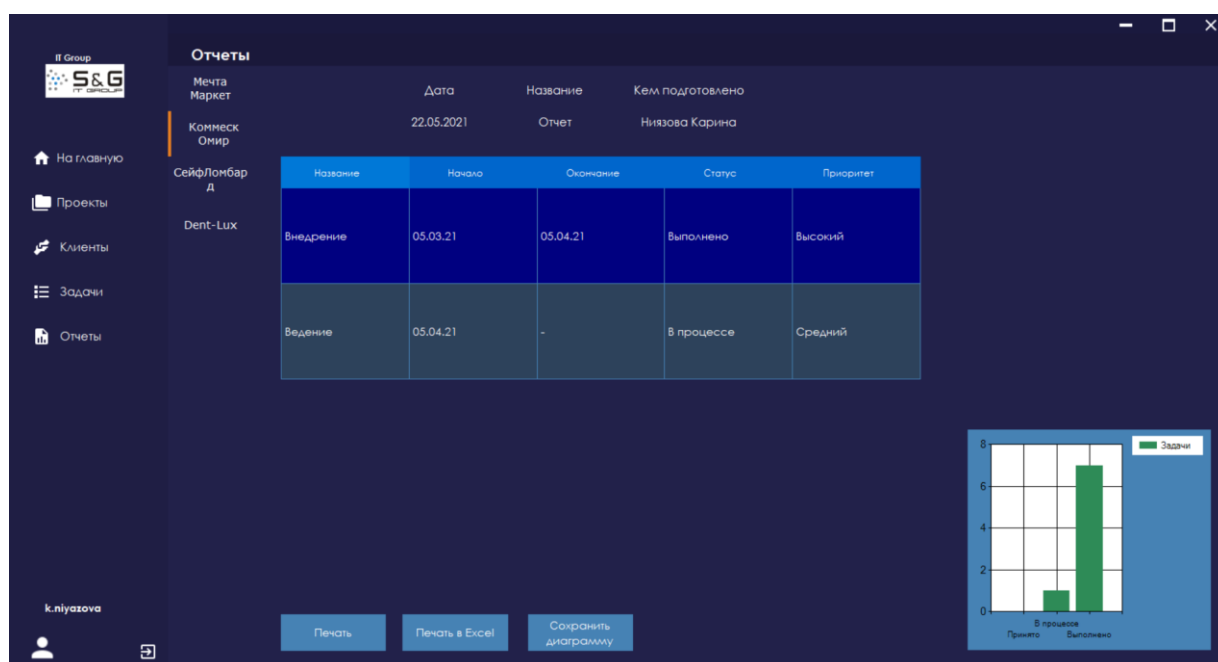 IT Group
S&G
IT GROUP
На главную
Проекты
Клиенты
Задачи
Отчеты
k.niyazova
Отчеты
Мечта
Маркет
Коммеск
Омир
СейфЛомбар
д
Dent-Lux
Дата Название Кем подготовлено
22.05.2021 Отчет Ниязова Карина
Название Начало Окончание Статус Приоритет
Внедрение 05.03.21 05.04.21 Выполнено Высокий
Ведение 05.04.21 - В процессе Средний
Печать
Печать в Excel
Сохранить
диаграмму
8
6
4
2
0
В процессе
Принято Выполнено
Задачи